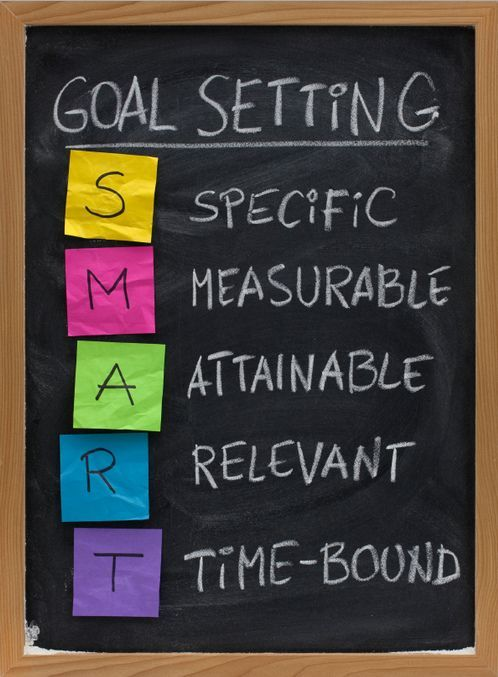 GOAL SETTING
S SPECIFIC
M MEASURABLE
A ATTAINABLE
R RELEVANT
T TIME-BOUND